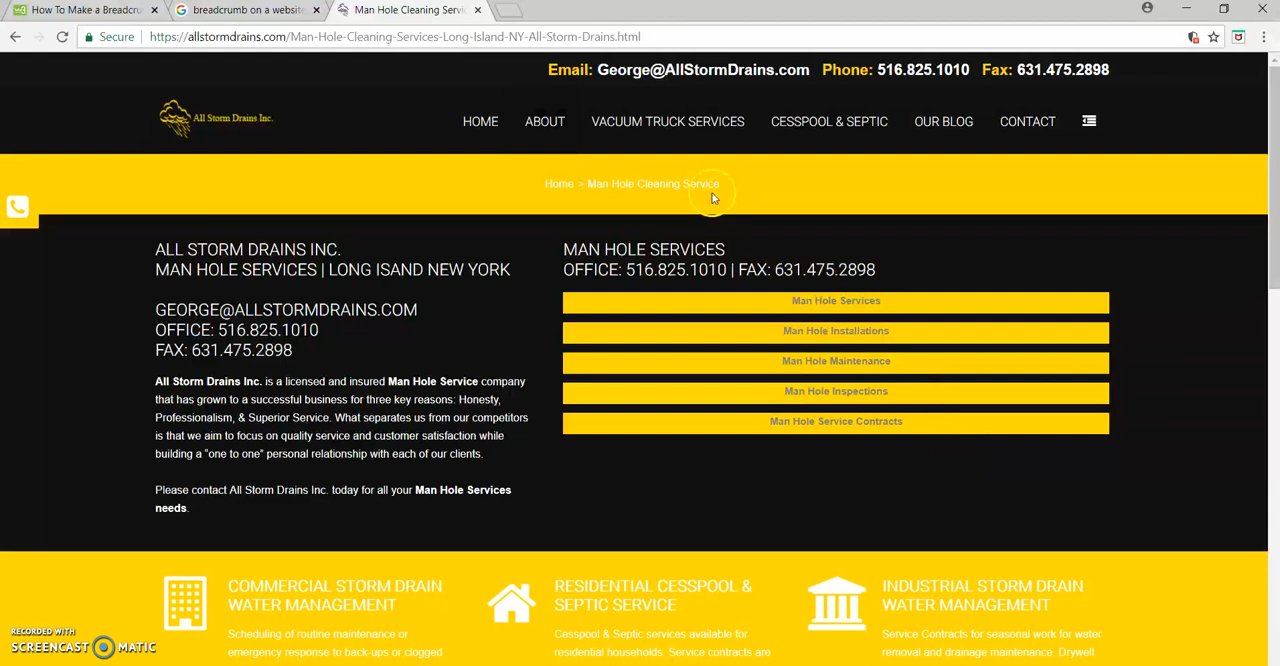 How To Make a Breadcru
breadcrumb on a website
Man Hole Cleaning Servic
Secure
https://allstormdrains.com/Man-Hole-Cleaning-Services-Long-Island-NY-All-Storm-Drains.html
Email: George@AllStormDrains.com Phone: 516.825.1010 Fax: 631.475.2898
All Storm Drains Inc.
HOME ABOUT VACUUM TRUCK SERVICES CESSPOOL & SEPTIC OUR BLOG CONTACT
Home > Man Hole Cleaning Service
ALL STORM DRAINS INC.
MAN HOLE SERVICES | LONG ISAND NEW YORK
GEORGE@ALLSTORMDRAINS.COM
OFFICE: 516.825.1010
FAX: 631.475.2898
All Storm Drains Inc. is a licensed and insured Man Hole Service company
that has grown to a successful business for three key reasons: Honesty,
Professionalism, & Superior Service. What separates us from our competitors
is that we aim to focus on quality service and customer satisfaction while
building a "one to one" personal relationship with each of our clients.
Please contact All Storm Drains Inc. today for all your Man Hole Services
needs.
MAN HOLE SERVICES
OFFICE: 516.825.1010 | FAX: 631.475.2898
Man Hole Services
Man Hole Installations
Man Hole Maintenance
Man Hole Inspections
Man Hole Service Contracts
COMMERCIAL STORM DRAIN
WATER MANAGEMENT
Scheduling of routine maintenance or
emergency response to back-ups or clogged
RESIDENTIAL CESSPOOL &
SEPTIC SERVICE
Cesspool & Septic services available for
residential households. Service contracts are
INDUSTRIAL STORM DRAIN
WATER MANAGEMENT
Service Contracts for seasonal work for water
removal and drainage maintenance. Drywell
RECORDED WITH
SCREENCAST MATIC